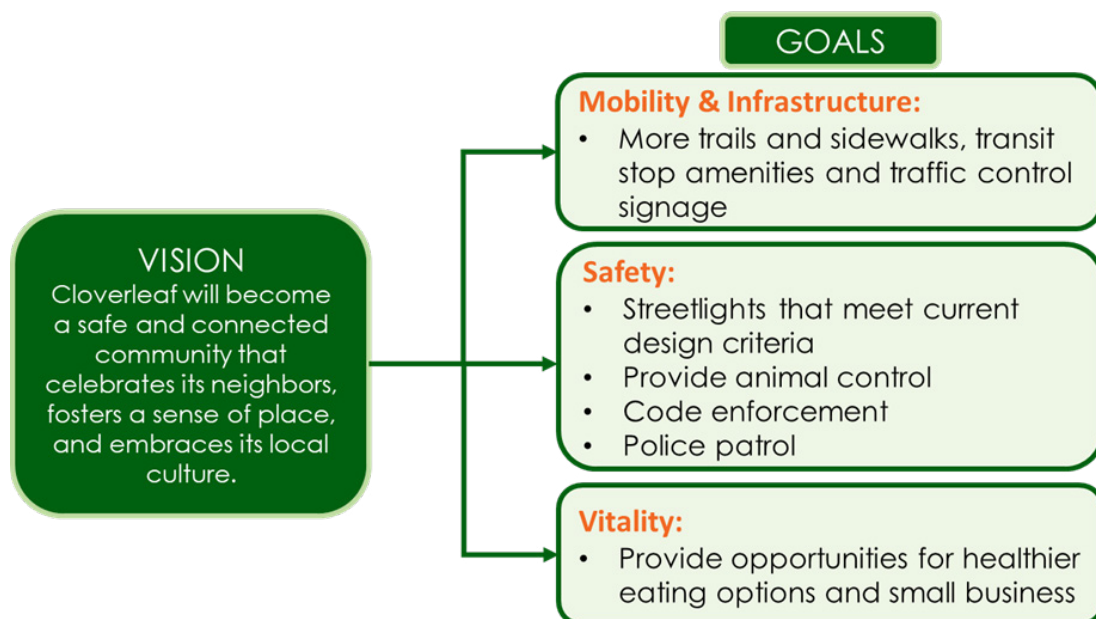 GOALS
Mobility & Infrastructure:
• More trails and sidewalks, transit
stop amenities and traffic control
signage
VISION
Cloverleaf will become
a safe and connected
community that
celebrates its neighbors,
fosters a sense of place,
and embraces its local
culture.
Safety:
• Streetlights that meet current
design criteria
• Provide animal control
• Code enforcement
• Police patrol
Vitality:
• Provide opportunities for healthier
eating options and small business